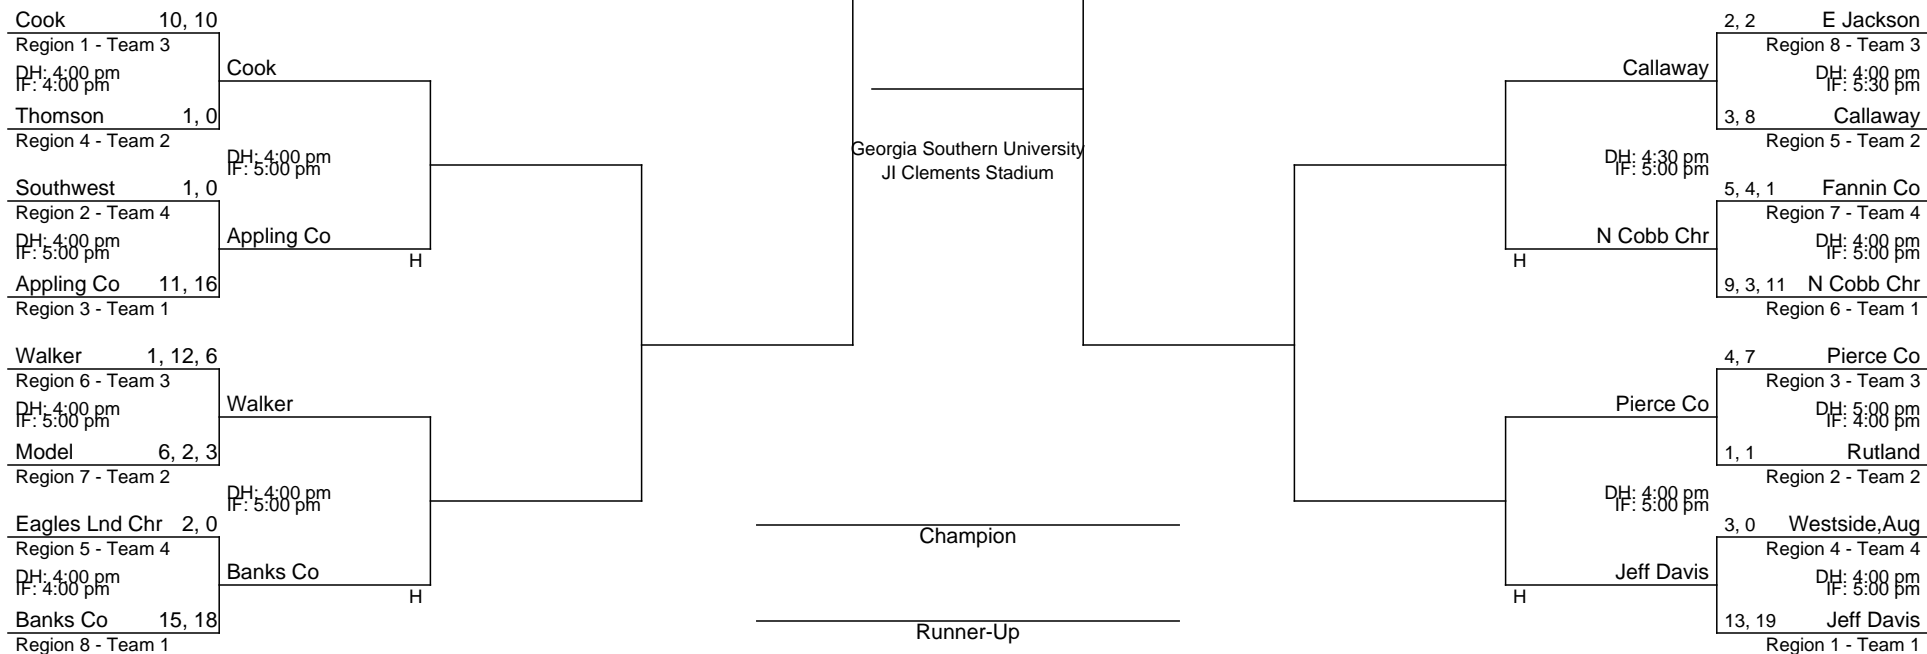 Cook 10, 10
Region 1 - Team 3
DH: 4:00 pm
IF: 4:00 pm
Thomson 1, 0
Region 4 - Team 2
Southwest 1, 0
Region 2 - Team 4
DH: 4:00 pm
IF: 5:00 pm
Appling Co 11, 16
Region 3 - Team 1
Walker 1, 12, 6
Region 6 - Team 3
DH: 4:00 pm
IF: 5:00 pm
Model 6, 2, 3
Region 7 - Team 2
Eagles Lnd Chr 2, 0
Region 5 - Team 4
DH: 4:00 pm
IF: 4:00 pm
Banks Co 15, 18
Region 8 - Team 1
Cook
DH: 4:00 pm
IF: 5:00 pm
Appling Co
H
Walker
DH: 4:00 pm
IF: 5:00 pm
Banks Co
H
Georgia Southern University
JI Clements Stadium
Champion
Runner-Up
Callaway
DH: 4:30 pm
IF: 5:00 pm
N Cobb Chr
H
Pierce Co
DH: 4:00 pm
IF: 5:00 pm
Jeff Davis
H
2, 2 E Jackson
Region 8 - Team 3
DH: 4:00 pm
IF: 5:30 pm
3, 8 Callaway
Region 5 - Team 2
5, 4, 1 Fannin Co
Region 7 - Team 4
DH: 4:00 pm
IF: 5:00 pm
9, 3, 11 N Cobb Chr
Region 6 - Team 1
4, 7 Pierce Co
Region 3 - Team 3
DH: 5:00 pm
IF: 4:00 pm
1, 1 Rutland
Region 2 - Team 2
3, 0 Westside,Aug
Region 4 - Team 4
DH: 4:00 pm
IF: 5:00 pm
13, 19 Jeff Davis
Region 1 - Team 1